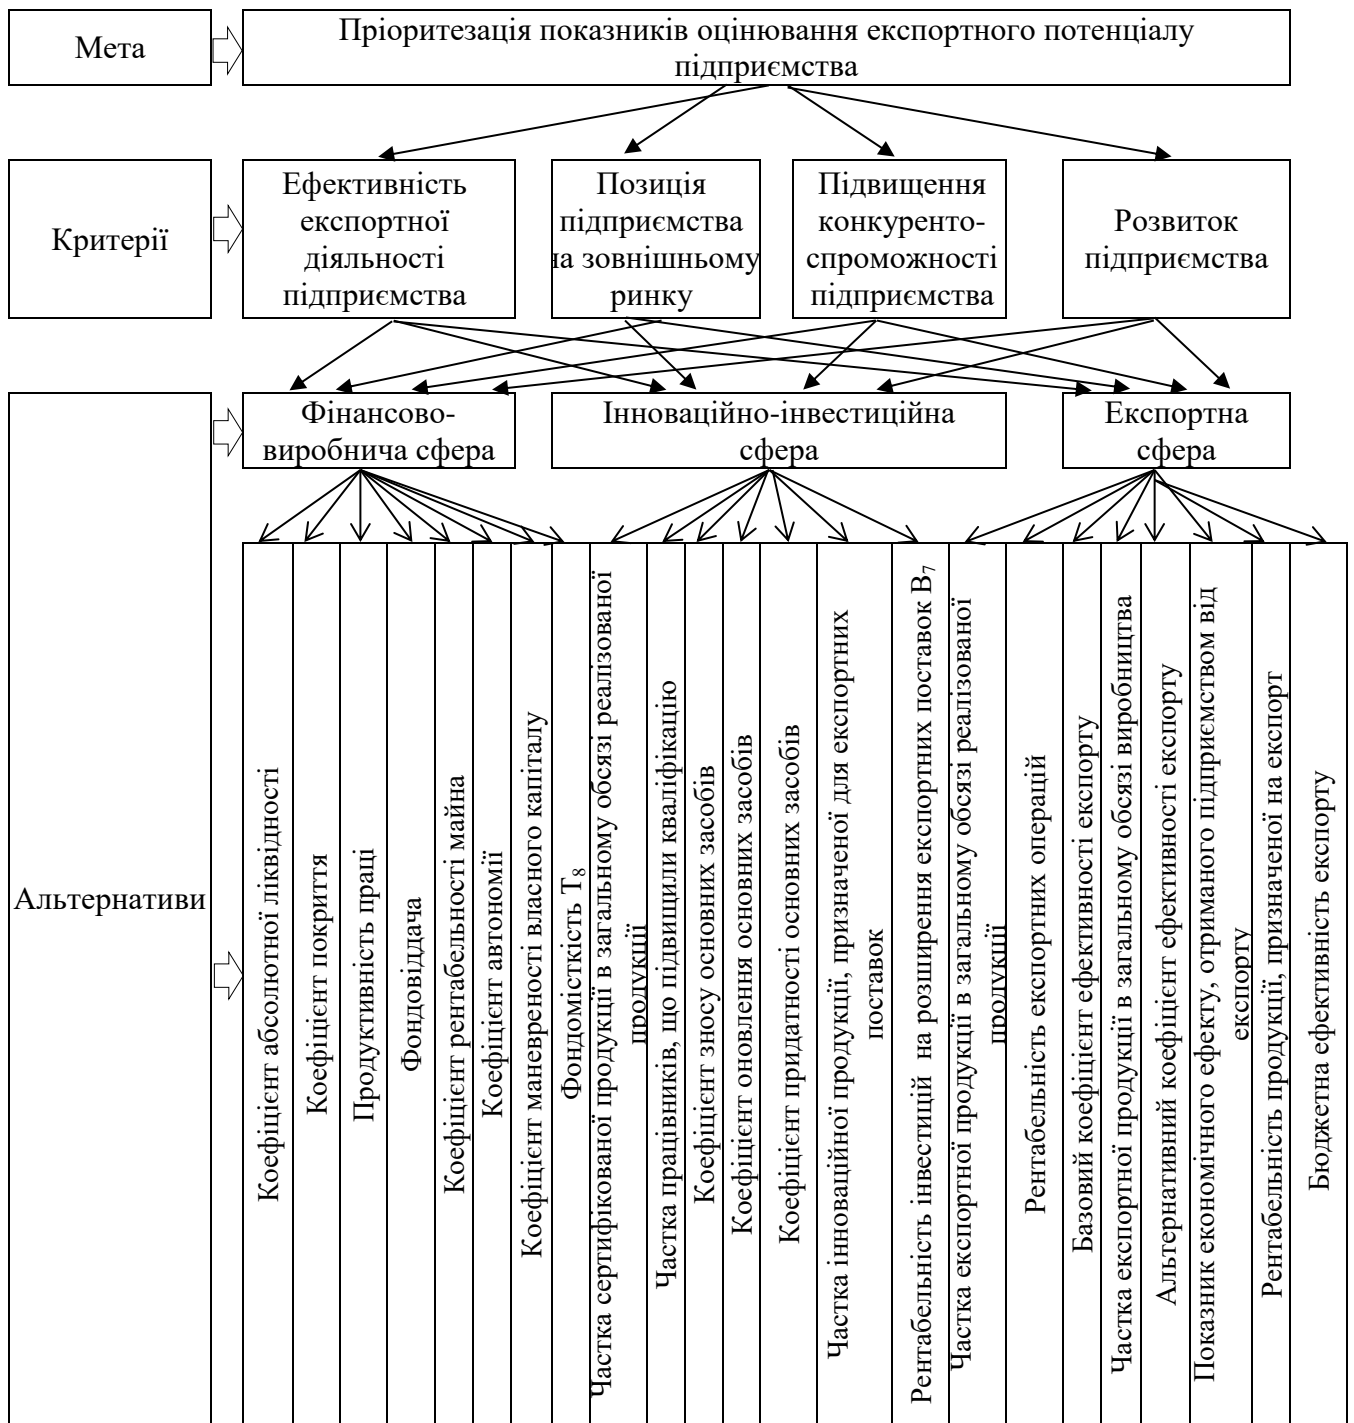 Мета
Пріоритезація показників оцінювання експортного потенціалу
підприємства
Критерії
Ефективність
експортної
діяльності
підприємства
Позиція
підприємства
на зовнішньому
ринку
Підвищення
конкуренто-
спроможності
підприємства
Розвиток
підприємства
Альтернативи
Фінансово-
виробнича сфера
Інноваційно-інвестиційна
сфера
Експортна
сфера
Коефіцієнт абсолютної ліквідності
Коефіцієнт покриття
Продуктивність праці
Фондовіддача
Коефіцієнт рентабельності майна
Коефіцієнт автономії
Коефіцієнт маневреності власного капіталу
Фондомісткість Т₈
Частка сертифікованої продукції в загальному обсязі реалізованої
продукції
Частка працівників, що підвищили кваліфікацію
Коефіцієнт зносу основних засобів
Коефіцієнт оновлення основних засобів
Коефіцієнт придатності основних засобів
Частка інноваційної продукції, призначеної для експортних
поставок
Рентабельність інвестицій на розширення експортних поставок В₇
Частка експортної продукції в загальному обсязі реалізованої
продукції
Рентабельність експортних операцій
Базовий коефіцієнт ефективності експорту
Частка експортної продукції в загальному обсязі виробництва
Альтернативний коефіцієнт ефективності експорту
Показник економічного ефекту, отриманого підприємством від
експорту
Рентабельність продукції, призначеної на експорт
Бюджетна ефективність експорту